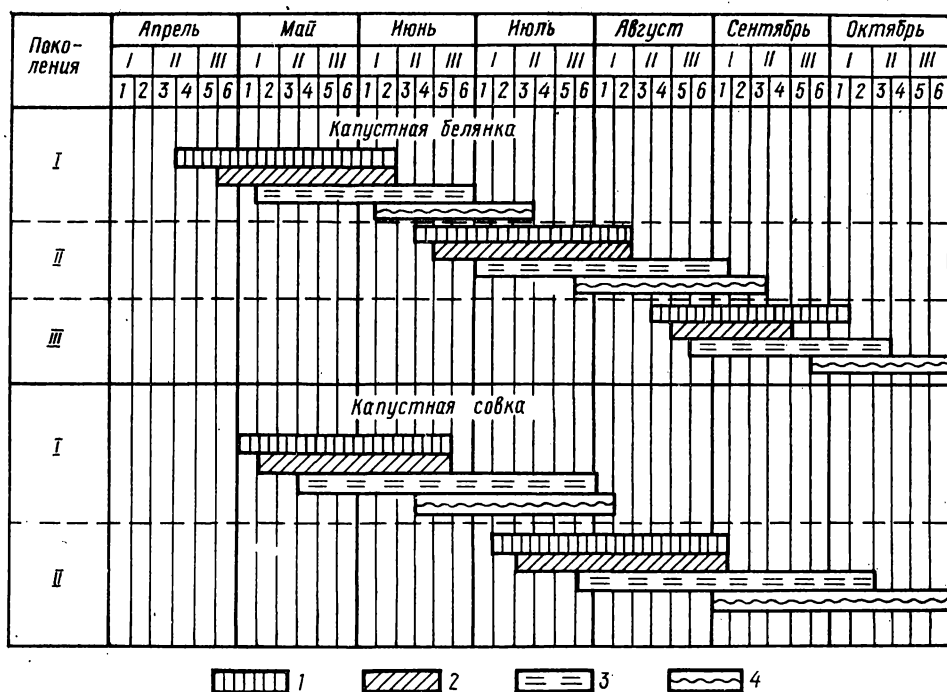 Поко-
ления
Апрель Май Июнь Июль Август Сентябрь Октябрь
I II III I II III I II III I II III I II III I II III I II III
1 2 3 4 5 6 1 2 3 4 5 6 1 2 3 4 5 6 1 2 3 4 5 6 1 2 3 4 5 6 1 2 3 4 5 6 1 2 3 4 5 6
Капустная белянка
I
II
III
Капустная совка
I
II
1 2 3 4